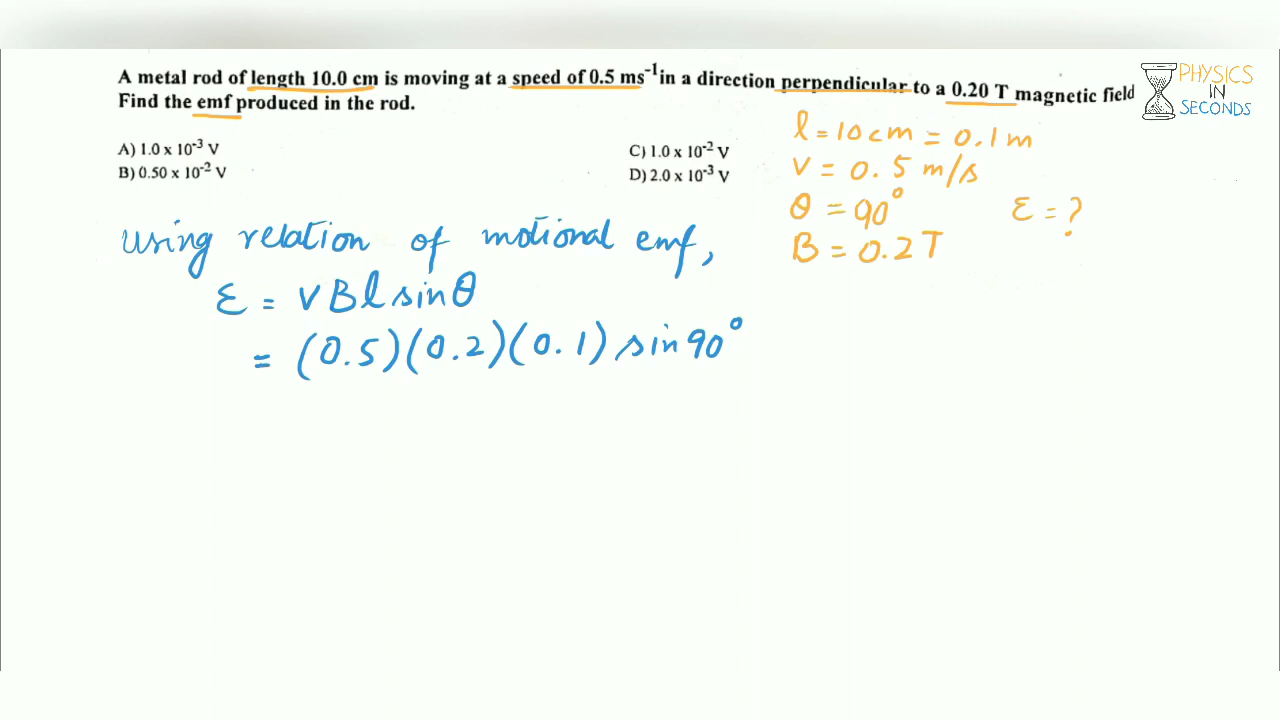 A metal rod of length 10.0 cm is moving at a speed of 0.5 ms⁻¹ in a direction perpendicular to a 0.20 T magnetic field
Find the emf produced in the rod.
A) 1.0 x 10⁻³ V
B) 0.50 x 10⁻² V
C) 1.0 x 10⁻² V
D) 2.0 x 10⁻³ V
PHYSICS
IN
SECONDS
l = 10 cm = 0.1 m
v = 0.5 m/s
θ = 90° ε = ?
B = 0.2 T
using relation of motional emf,
ε = v B l sin θ
= (0.5)(0.2)(0.1) sin 90°